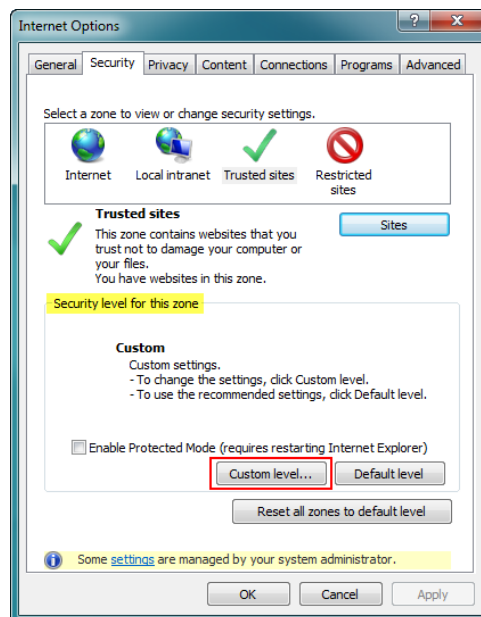 Internet Options
General Security Privacy Content Connections Programs Advanced
Select a zone to view or change security settings.
Internet Local intranet Trusted sites Restricted
sites
Trusted sites
Sites
This zone contains websites that you
trust not to damage your computer or
your files.
You have websites in this zone.
Security level for this zone
Custom
Custom settings.
- To change the settings, click Custom level.
- To use the recommended settings, click Default level.
Enable Protected Mode (requires restarting Internet Explorer)
Custom level... Default level
Reset all zones to default level
Some settings are managed by your system administrator.
OK Cancel Apply